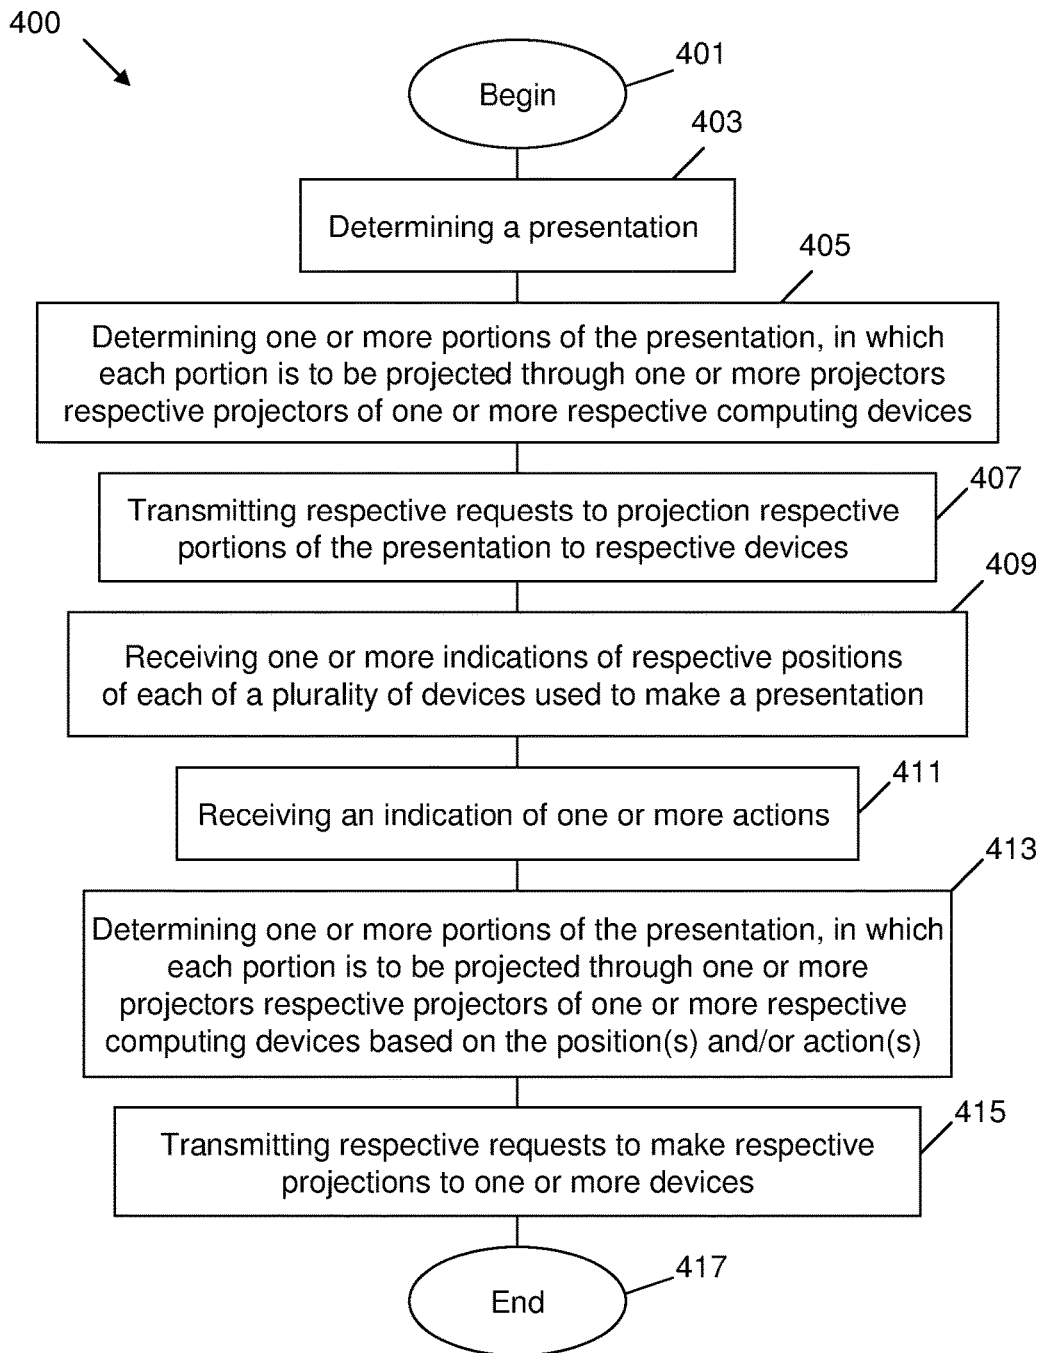 400
401
Begin
403
Determining a presentation
405
Determining one or more portions of the presentation, in which
each portion is to be projected through one or more projectors
respective projectors of one or more respective computing devices
407
Transmitting respective requests to projection respective
portions of the presentation to respective devices
409
Receiving one or more indications of respective positions
of each of a plurality of devices used to make a presentation
411
Receiving an indication of one or more actions
413
Determining one or more portions of the presentation, in which
each portion is to be projected through one or more
projectors respective projectors of one or more respective
computing devices based on the position(s) and/or action(s)
415
Transmitting respective requests to make respective
projections to one or more devices
417
End